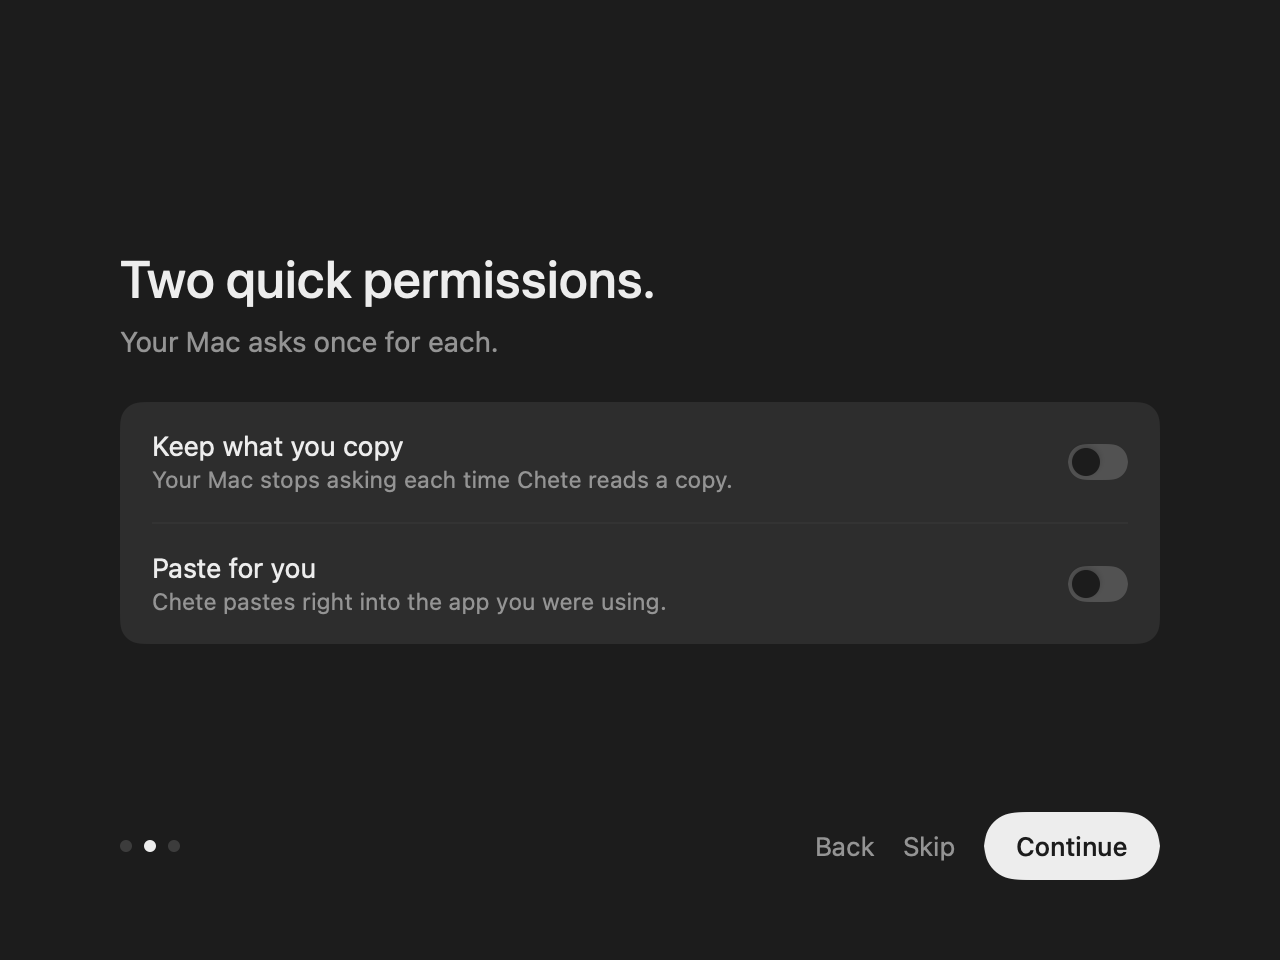 Two quick permissions.
Your Mac asks once for each.
Keep what you copy
Your Mac stops asking each time Chete reads a copy.
Paste for you
Chete pastes right into the app you were using.
Back
Skip
Continue